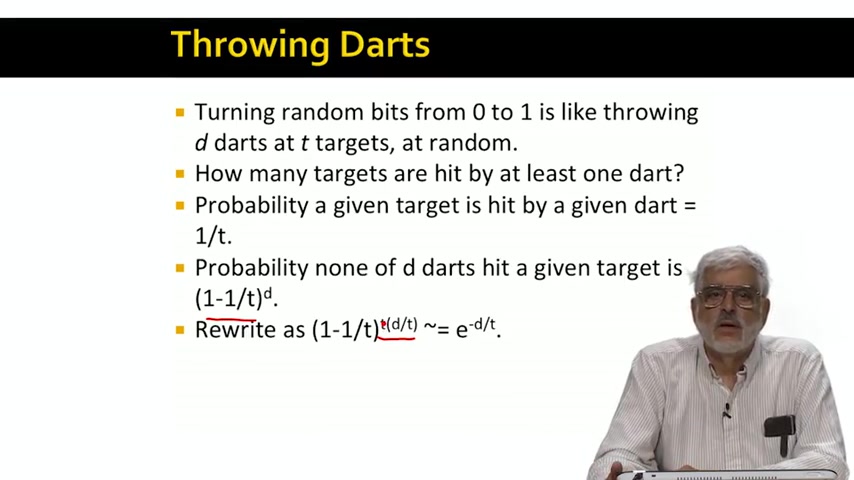 Throwing Darts
Turning random bits from 0 to 1 is like throwing
d darts at t targets, at random.
How many targets are hit by at least one dart?
Probability a given target is hit by a given dart =
1/t.
Probability none of d darts hit a given target is
(1-1/t)ᵈ.
Rewrite as (1-1/t)ᵗ⁽ᵈ/ᵗ⁾ ~= e⁻ᵈ/ᵗ.